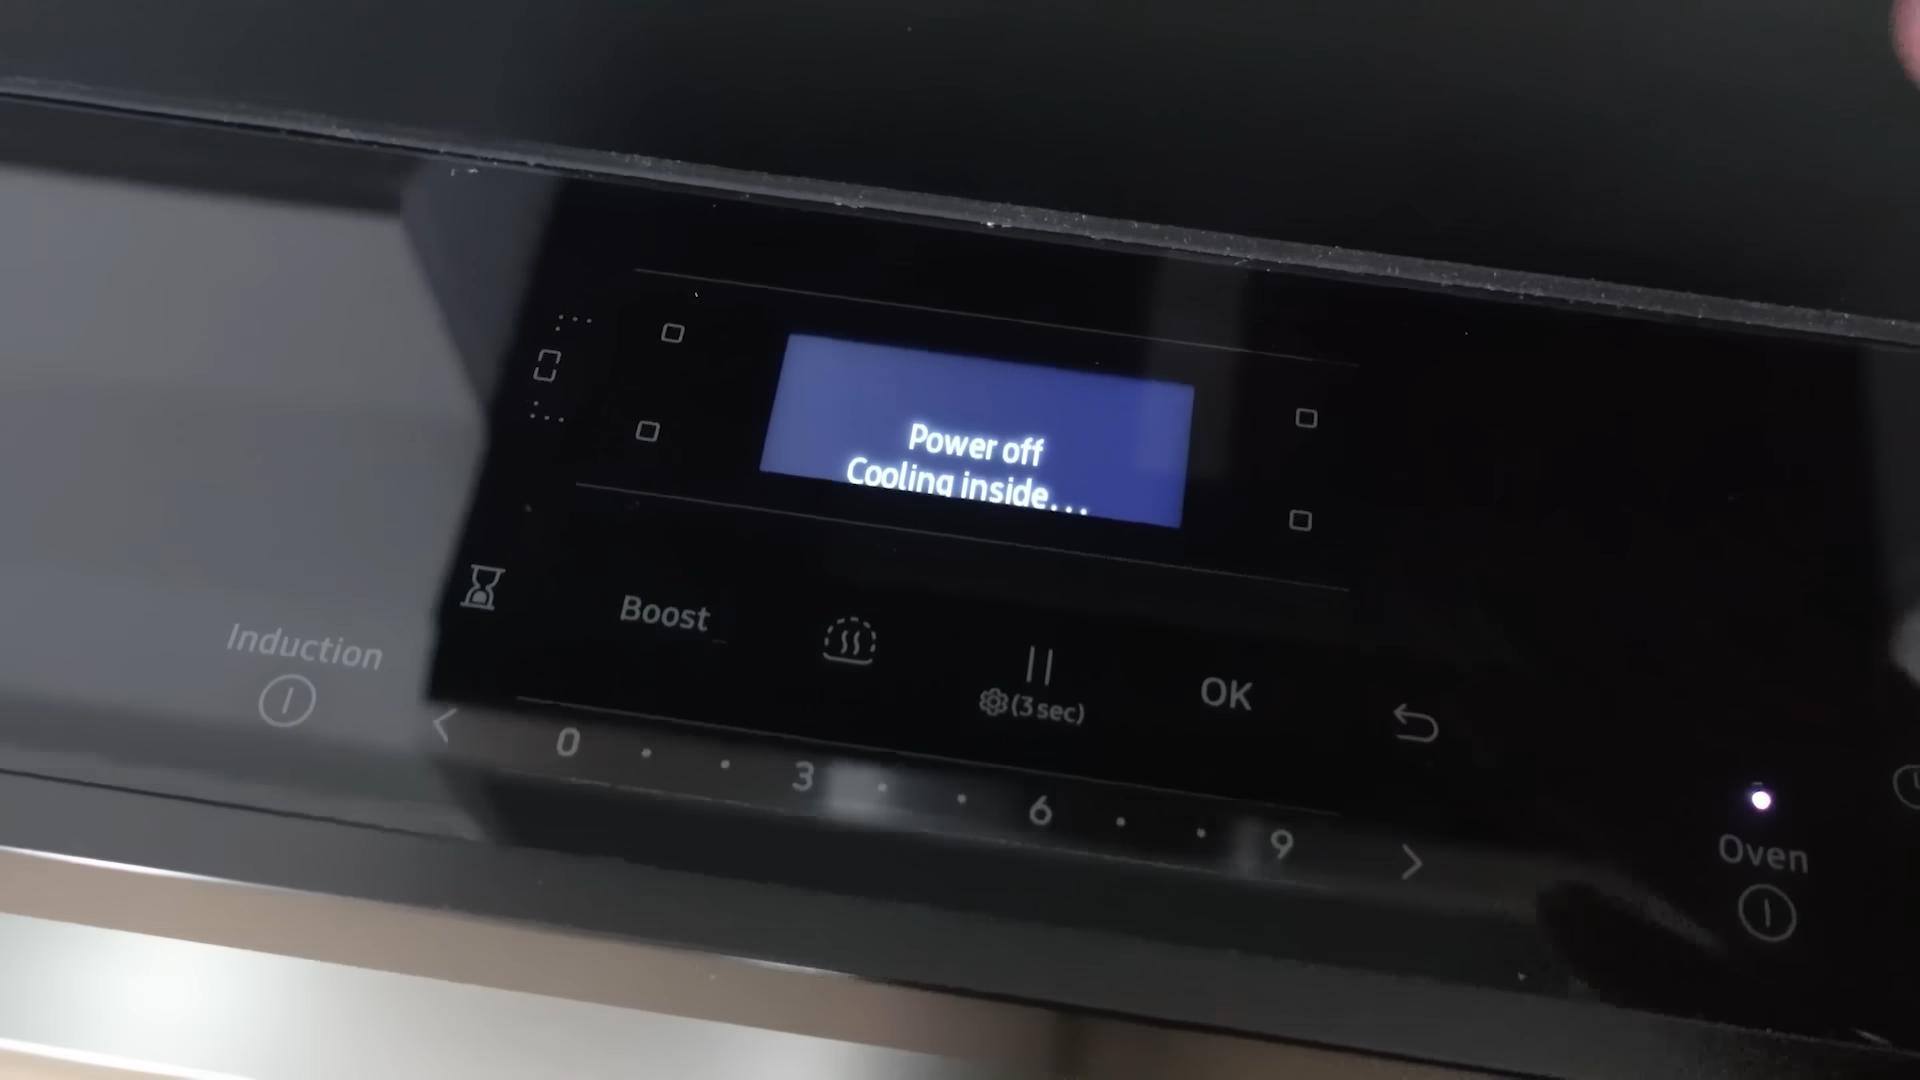 Power off
Cooling inside...
Boost
Induction
(3 sec)
OK
0 · · 3 · · 6 · · 9
Oven